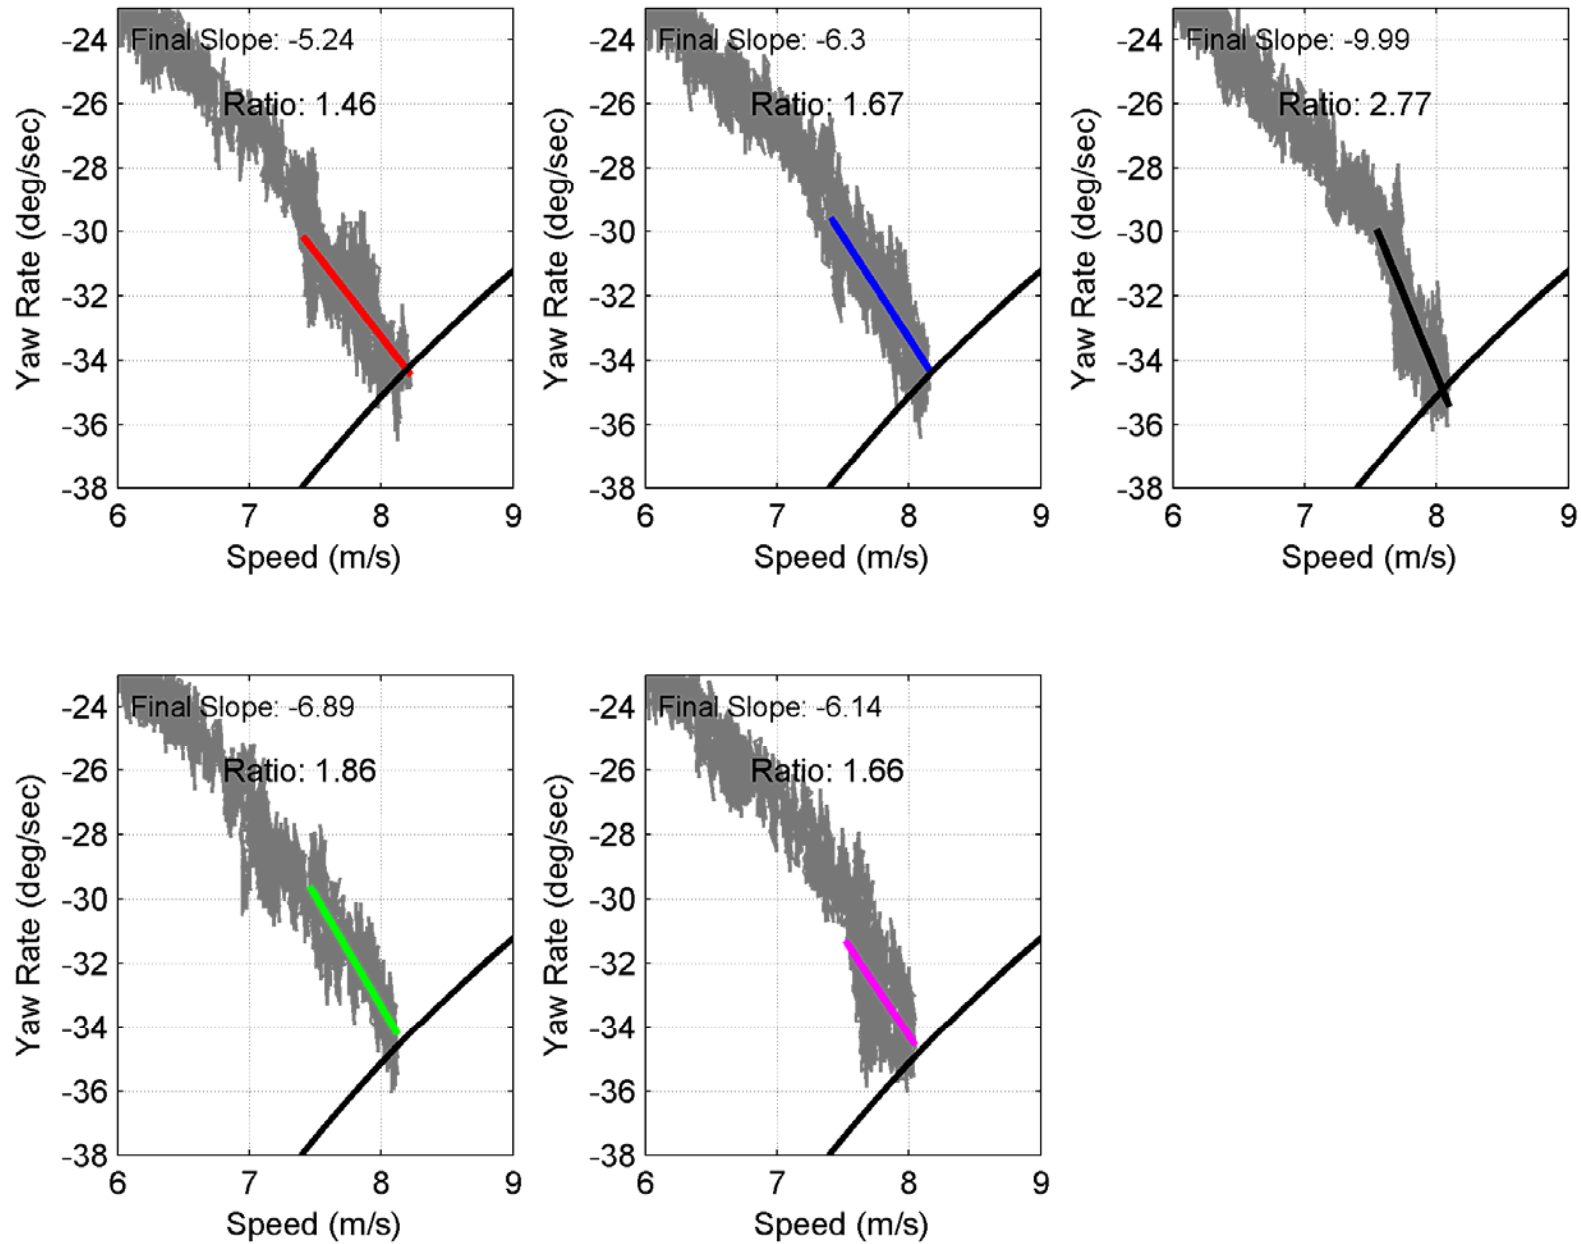 Final Slope: -5.24
Ratio: 1.46
-24
-26
-28
-30
-32
-34
-36
-38
Yaw Rate (deg/sec)
6 7 8 9
Speed (m/s)
Final Slope: -6.3
Ratio: 1.67
-24
-26
-28
-30
-32
-34
-36
-38
Yaw Rate (deg/sec)
6 7 8 9
Speed (m/s)
Final Slope: -9.99
Ratio: 2.77
-24
-26
-28
-30
-32
-34
-36
-38
Yaw Rate (deg/sec)
6 7 8 9
Speed (m/s)
Final Slope: -6.89
Ratio: 1.86
-24
-26
-28
-30
-32
-34
-36
-38
Yaw Rate (deg/sec)
6 7 8 9
Speed (m/s)
Final Slope: -6.14
Ratio: 1.66
-24
-26
-28
-30
-32
-34
-36
-38
Yaw Rate (deg/sec)
6 7 8 9
Speed (m/s)